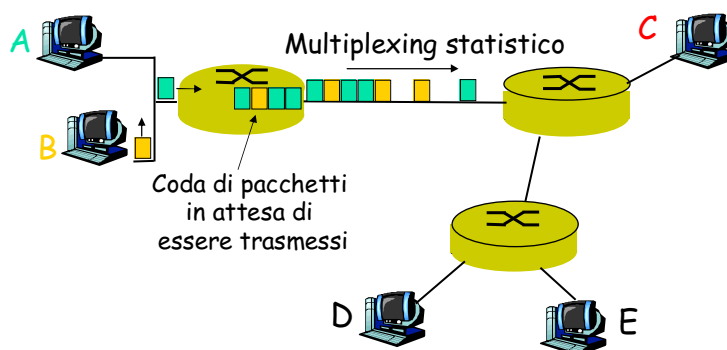 A
Multiplexing statistico
C
B
Coda di pacchetti
in attesa di
essere trasmessi
D
E